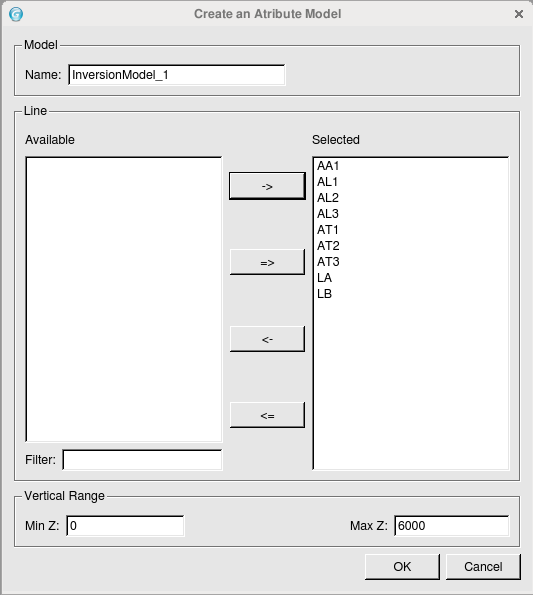 Create an Atribute Model
Model
Name: InversionModel_1
Line
Available
Selected
->
=>
<-
<=
AA1
AL1
AL2
AL3
AT1
AT2
AT3
LA
LB
Filter:
Vertical Range
Min Z: 0
Max Z: 6000
OK
Cancel